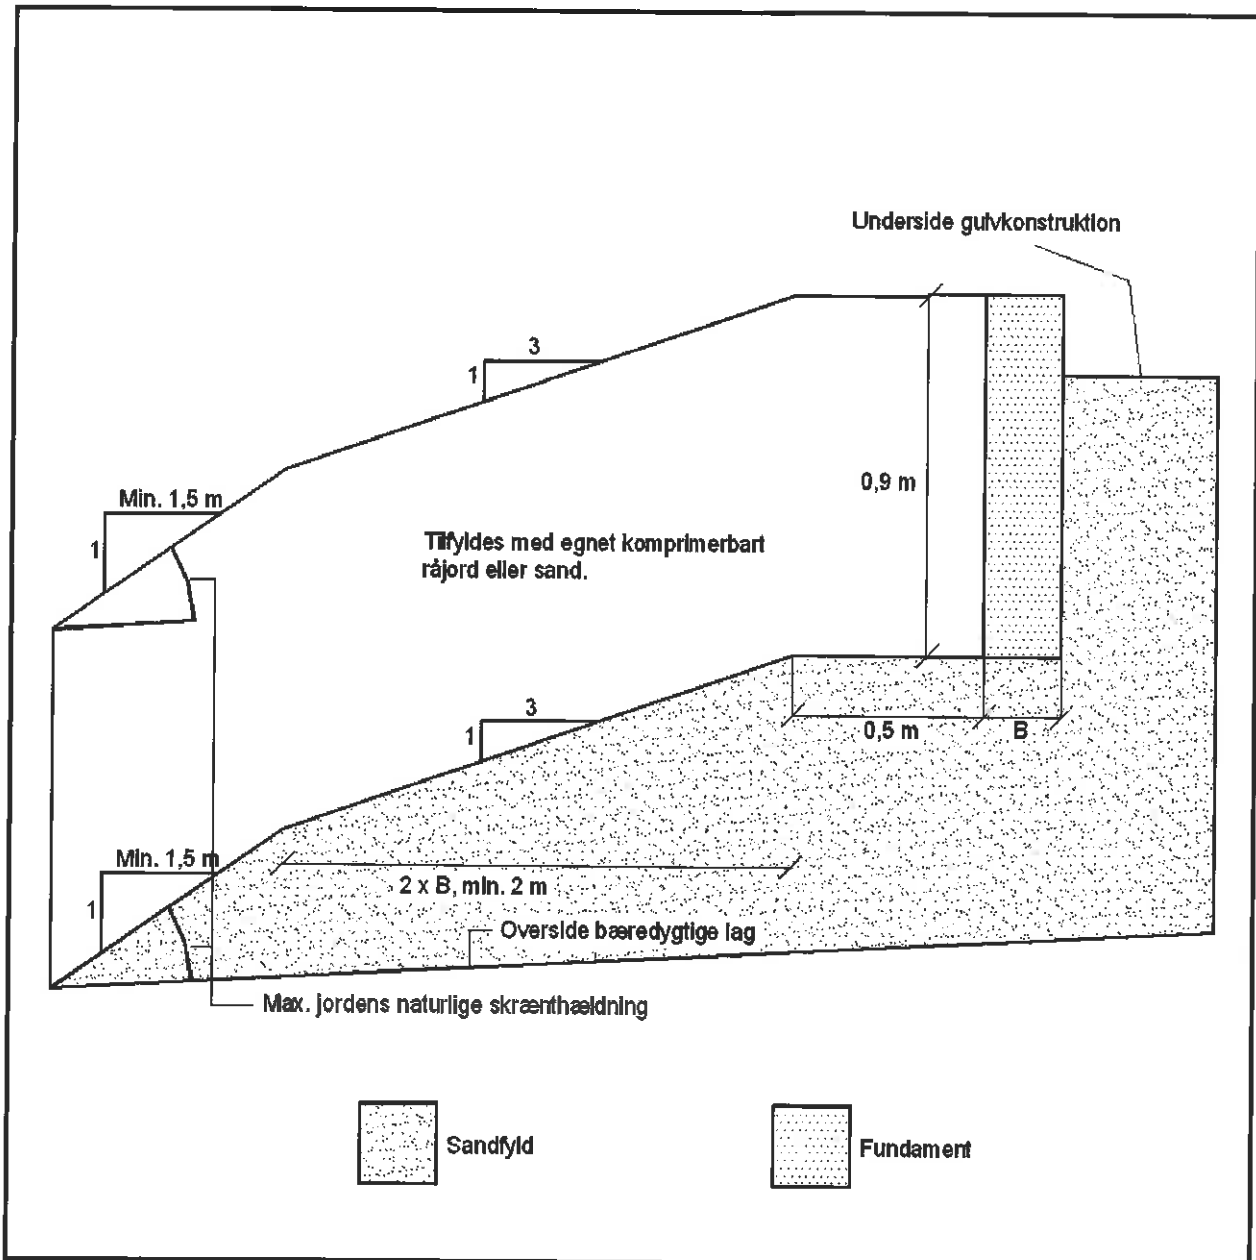 Underside gulvkonstruktion
3
1
Min. 1,5 m
1
0,9 m
Tilfyldes med egnet komprimerbart
råjord eller sand.
3
1
0,5 m
B
Min. 1,5 m
1
2 x B, min. 2 m
Overside bæredygtige lag
Max. jordens naturlige skrænthældning
Sandfyld
Fundament